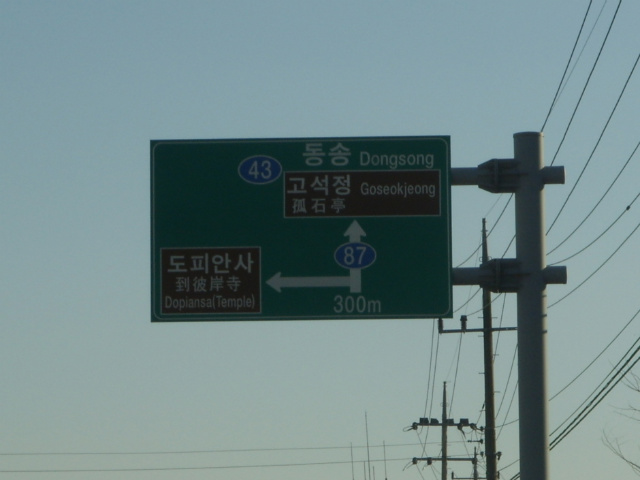 동송 Dongsong
43
고석정 Goseokjeong
孤石亭
87
도피안사
到彼岸寺
Dopiansa(Temple)
300m